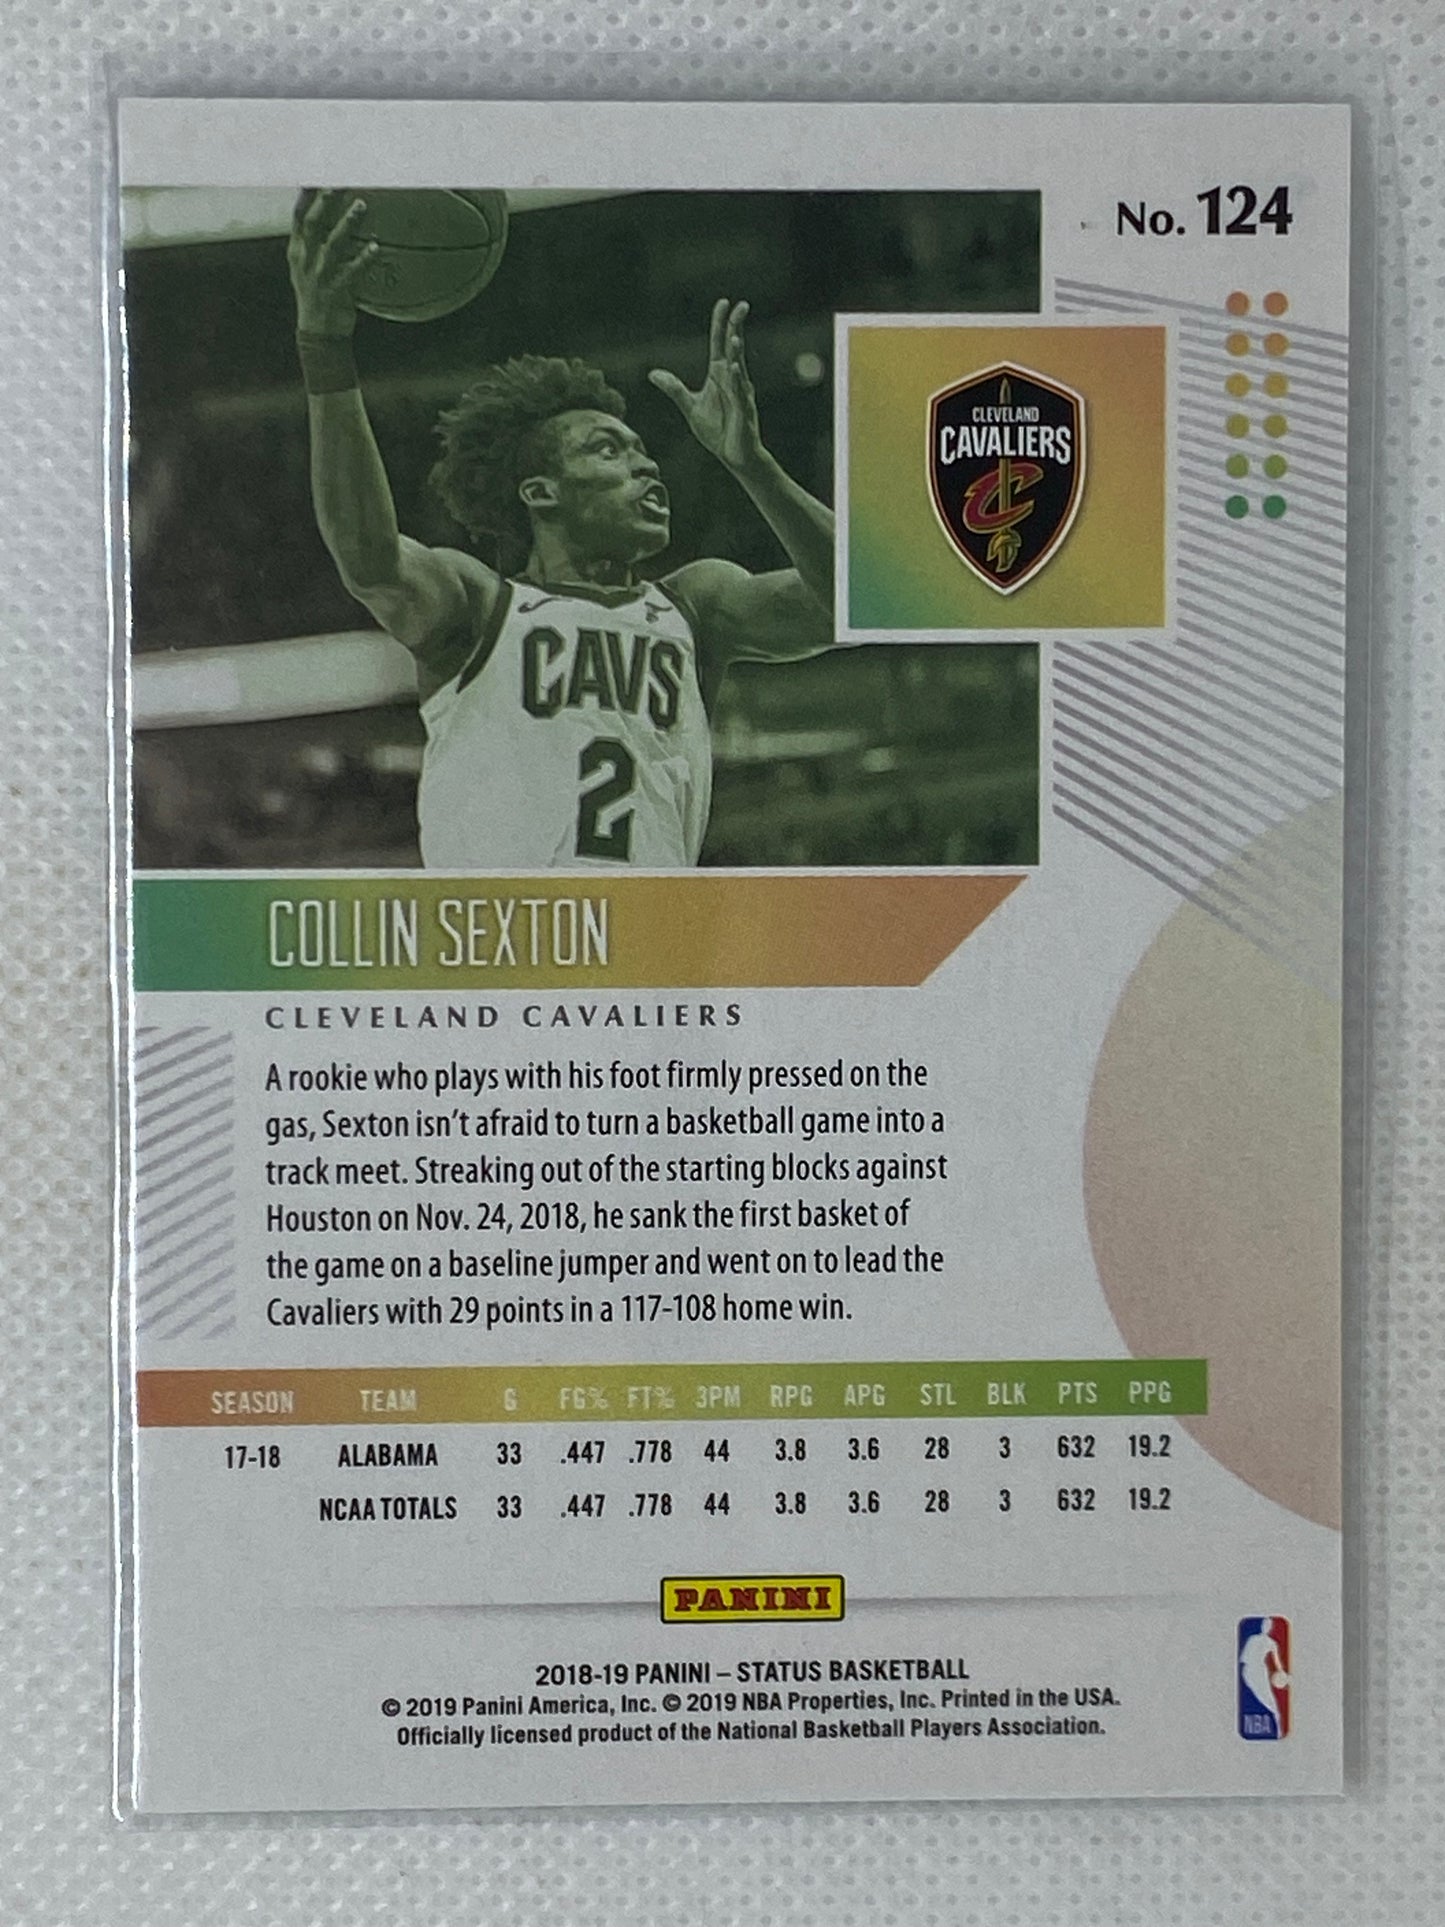 No. 124
CLEVELAND
CAVALIERS
C
CAVS
2
COLLIN SEXTON
CLEVELAND CAVALIERS
A rookie who plays with his foot firmly pressed on the
gas, Sexton isn't afraid to turn a basketball game into a
track meet. Streaking out of the starting blocks against
Houston on Nov. 24, 2018, he sank the first basket of
the game on a baseline jumper and went on to lead the
Cavaliers with 29 points in a 117-108 home win.
SEASON TEAM G FG% FT% 3PM RPG APG STL BLK PTS PPG
17-18 ALABAMA 33 .447 .778 44 3.8 3.6 28 3 632 19.2
NCAA TOTALS 33 .447 .778 44 3.8 3.6 28 3 632 19.2
PANINI
2018-19 PANINI – STATUS BASKETBALL
© 2019 Panini America, Inc. © 2019 NBA Properties, Inc. Printed in the USA.
Officially licensed product of the National Basketball Players Association.
NBA